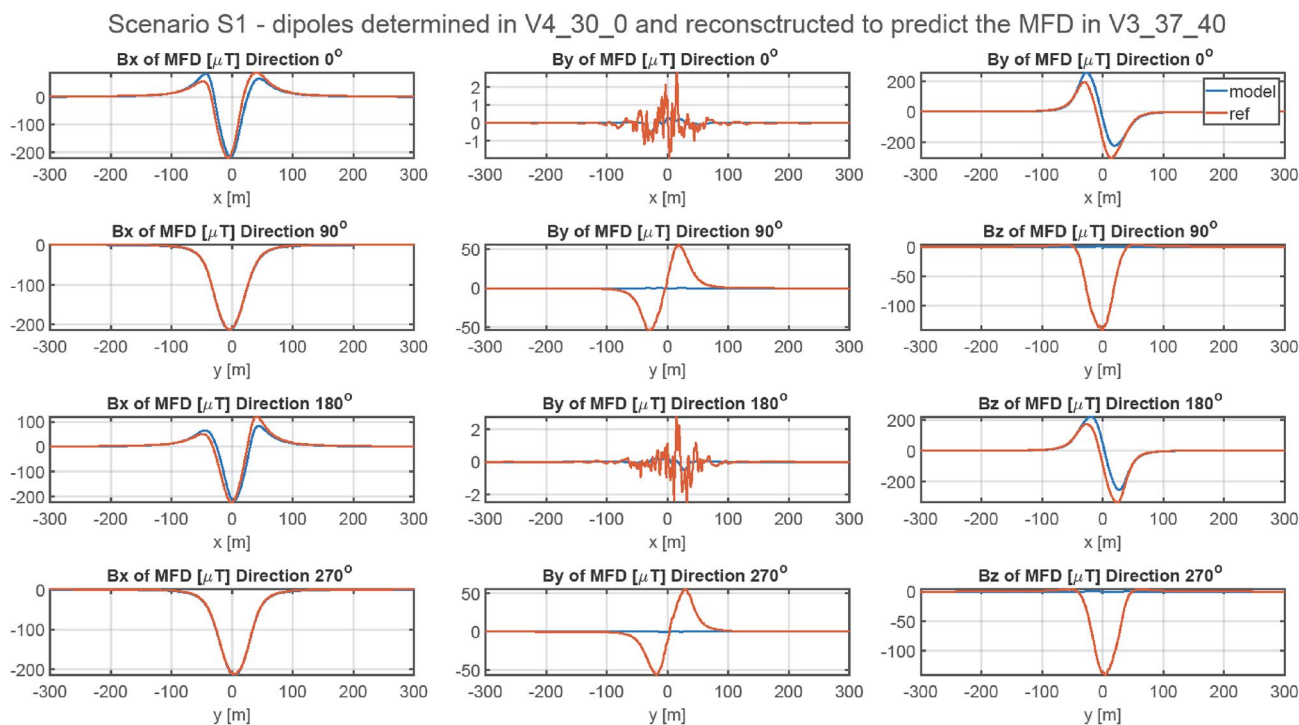 Scenario S1 - dipoles determined in V4_30_0 and reconsctructed to predict the MFD in V3_37_40
Bx of MFD [μT] Direction 0°
0
-100
-200
-300 -200 -100 0 100 200 300
x [m]
By of MFD [μT] Direction 0°
2
1
0
-1
-300 -200 -100 0 100 200 300
x [m]
By of MFD [μT] Direction 0°
200
0
-200
model
ref
-300 -200 -100 0 100 200 300
x [m]
Bx of MFD [μT] Direction 90°
0
-100
-200
-300 -200 -100 0 100 200 300
y [m]
By of MFD [μT] Direction 90°
50
0
50
-300 -200 -100 0 100 200 300
y [m]
Bz of MFD [μT] Direction 90°
0
-50
-100
-300 -200 -100 0 100 200 300
y [m]
Bx of MFD [μT] Direction 180°
100
0
-100
-200
-300 -200 -100 0 100 200 300
x [m]
By of MFD [μT] Direction 180°
2
0
-2
-300 -200 -100 0 100 200 300
x [m]
Bz of MFD [μT] Direction 180°
200
0
-200
-300 -200 -100 0 100 200 300
x [m]
Bx of MFD [μT] Direction 270°
0
-100
-200
-300 -200 -100 0 100 200 300
y [m]
By of MFD [μT] Direction 270°
50
0
50
-300 -200 -100 0 100 200 300
y [m]
Bz of MFD [μT] Direction 270°
0
-50
-100
-300 -200 -100 0 100 200 300
y [m]